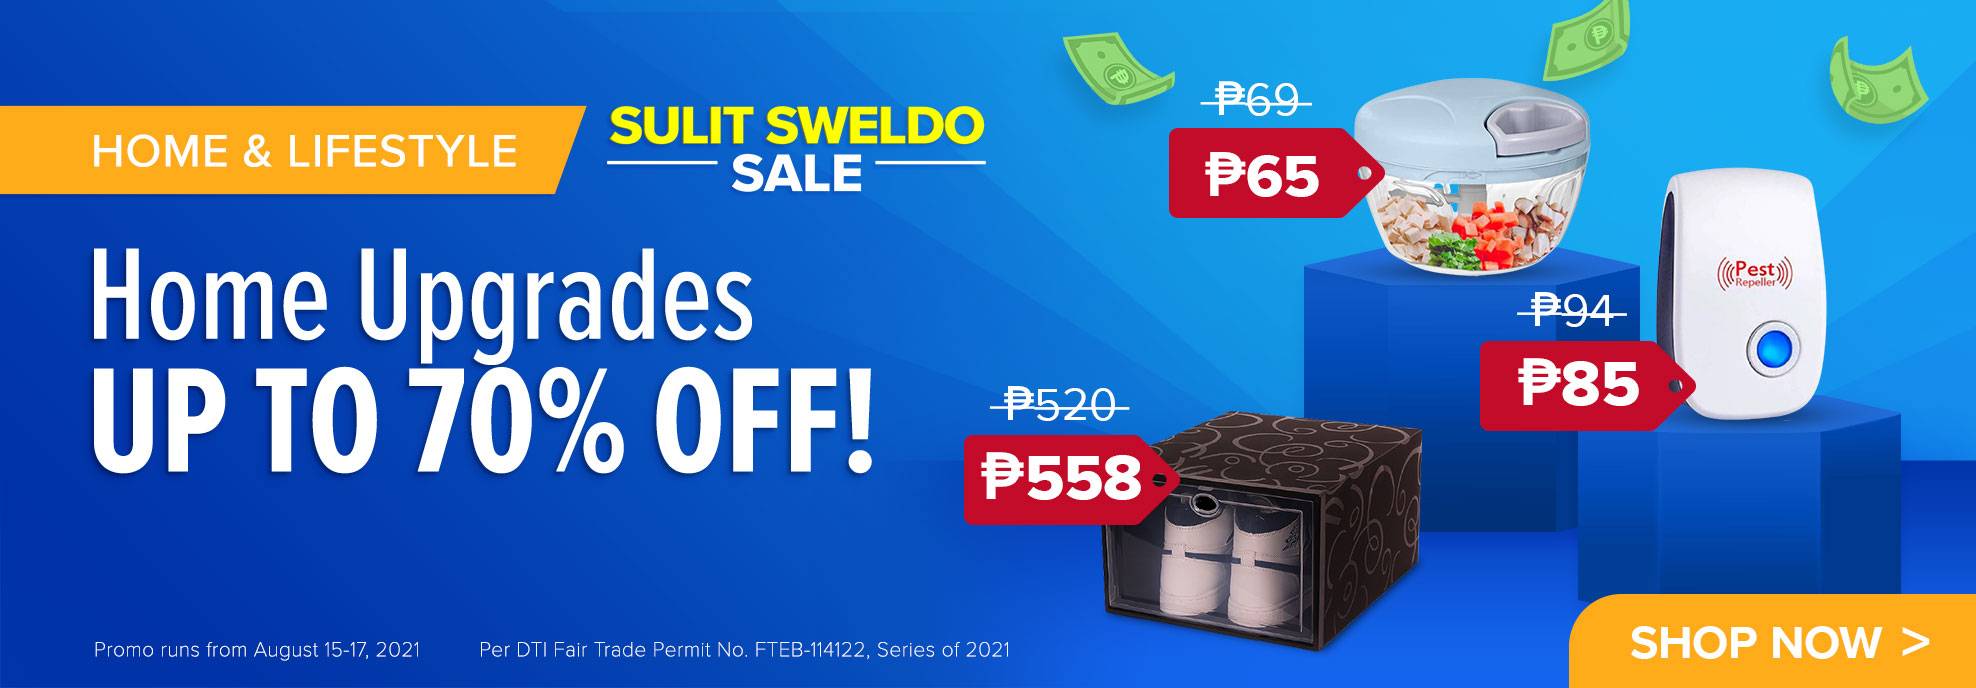 HOME & LIFESTYLE
SULIT SWELDO
SALE
Home Upgrades
UP TO 70% OFF!
₱69
₱65
Pest
Repeller
₱94
₱85
₱520
₱558
Promo runs from August 15-17, 2021
Per DTI Fair Trade Permit No. FTEB-114122, Series of 2021
SHOP NOW >